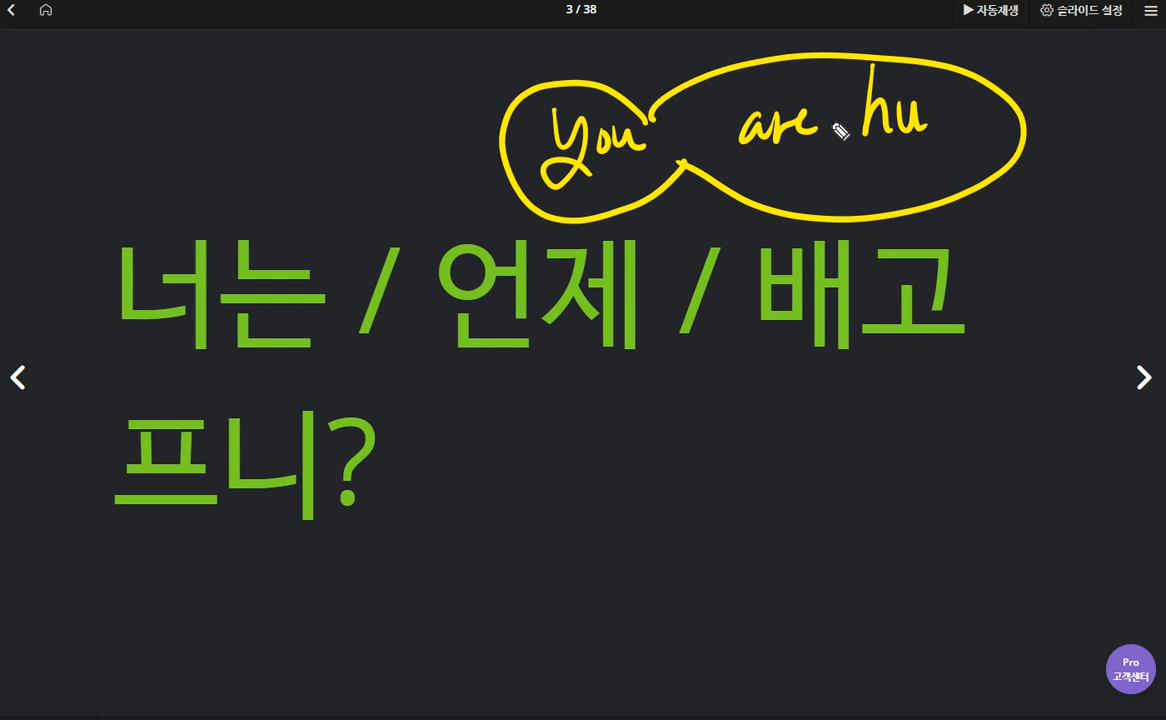 3 / 38
▶ 자동재생
슬라이드 설정
You are hu
너는 / 언제 / 배고
프니?
Pro
고객센터